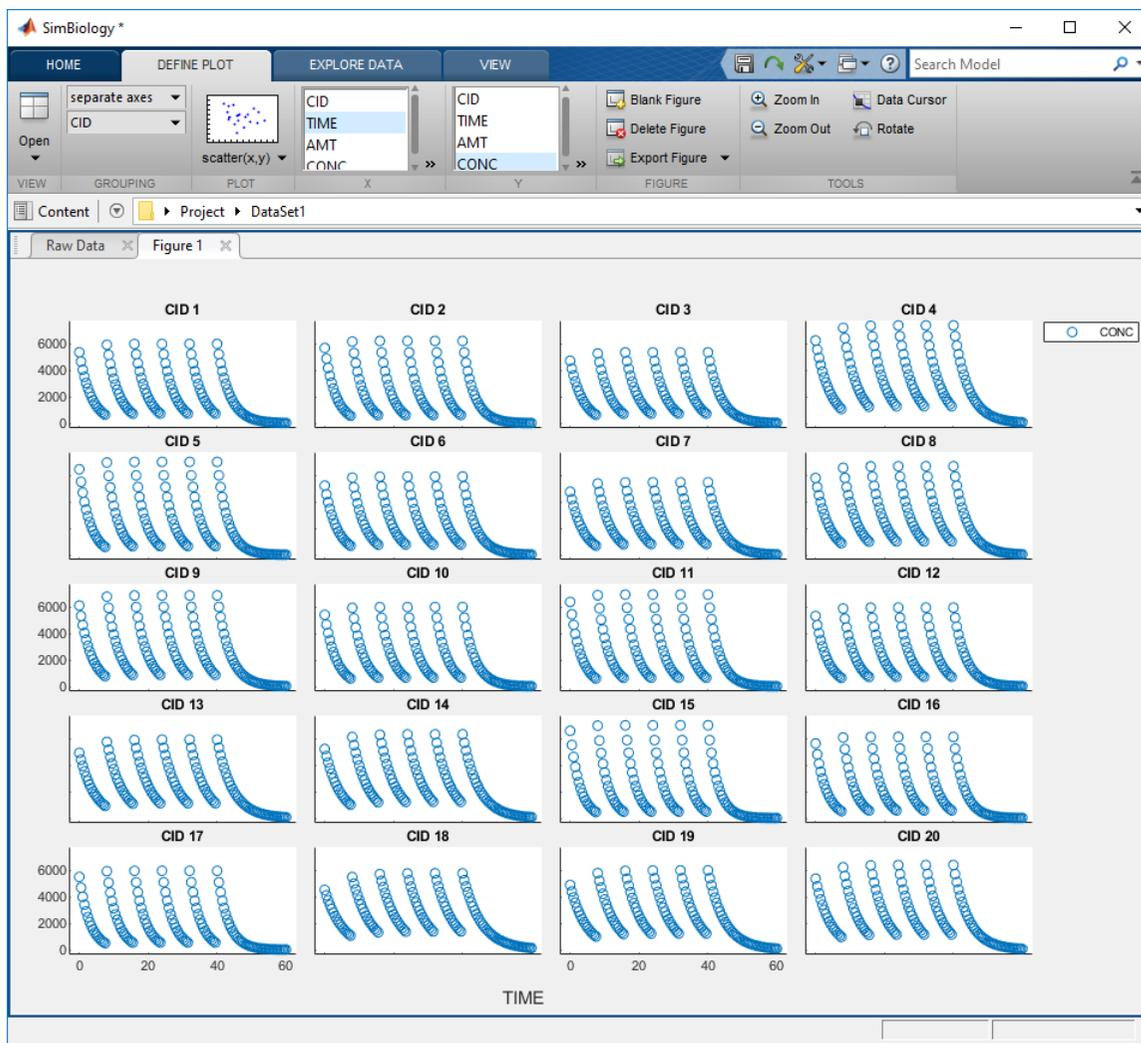 SimBiology *
HOME DEFINE PLOT EXPLORE DATA VIEW Search Model
separate axes CID TIME AMT CONC CID TIME AMT CONC Blank Figure Zoom In Data Cursor
CID Delete Figure Zoom Out Rotate
Open scatter(x,y) » » Export Figure
VIEW GROUPING PLOT X Y FIGURE TOOLS
Content Project DataSet1
Raw Data Figure 1
CID 1 CID 2 CID 3 CID 4
CONC
6000
4000
2000
0
CID 5 CID 6 CID 7 CID 8
CID 9 CID 10 CID 11 CID 12
6000
4000
2000
0
CID 13 CID 14 CID 15 CID 16
CID 17 CID 18 CID 19 CID 20
6000
4000
2000
0
0 20 40 60 0 20 40 60
TIME